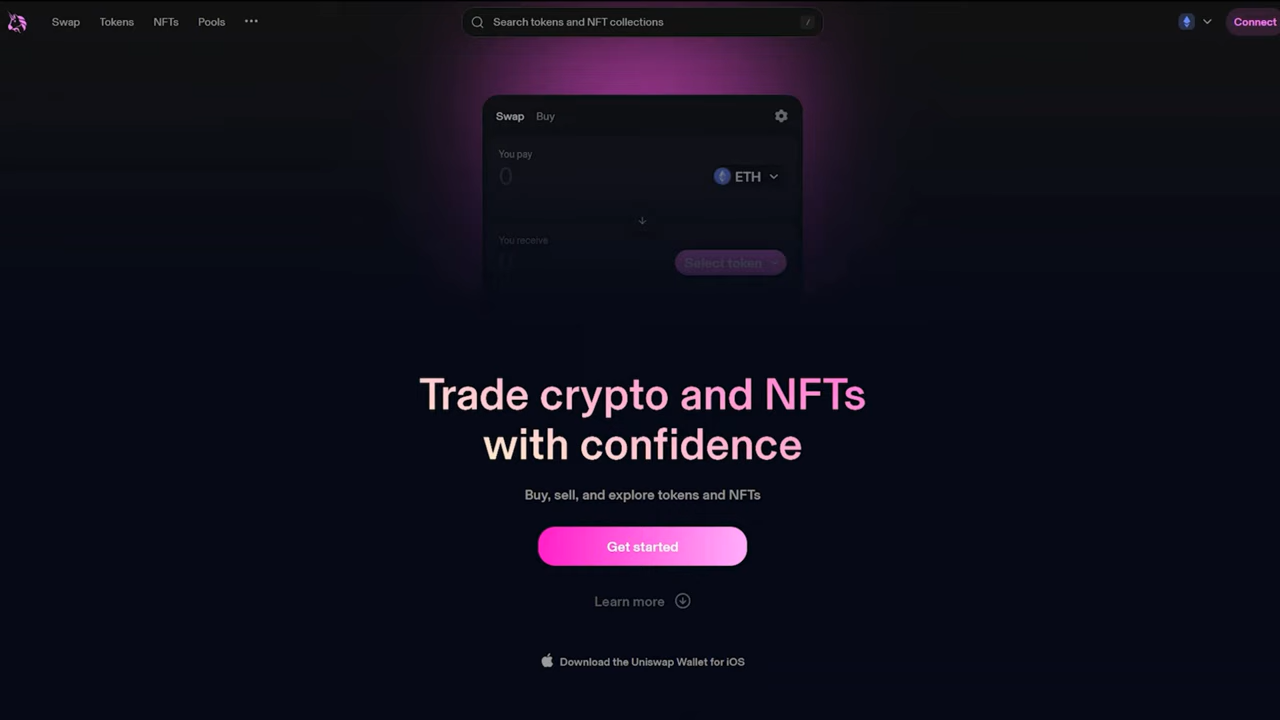 Swap Tokens NFTs Pools ...
Search tokens and NFT collections /
Connect
Swap Buy
You pay
0
ETH
You receive
0
Select token
Trade crypto and NFTs
with confidence
Buy, sell, and explore tokens and NFTs
Get started
Learn more
Download the Uniswap Wallet for iOS